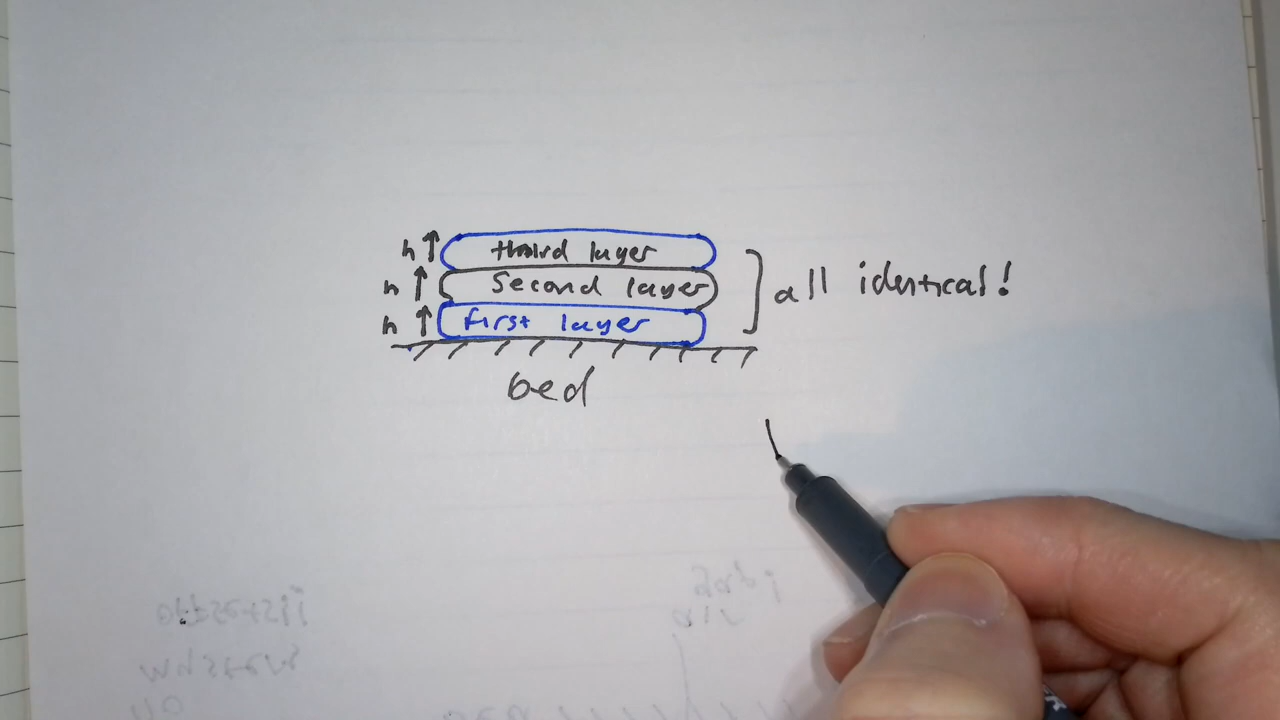 h third layer
h Second layer
h first layer
all identical!
bed